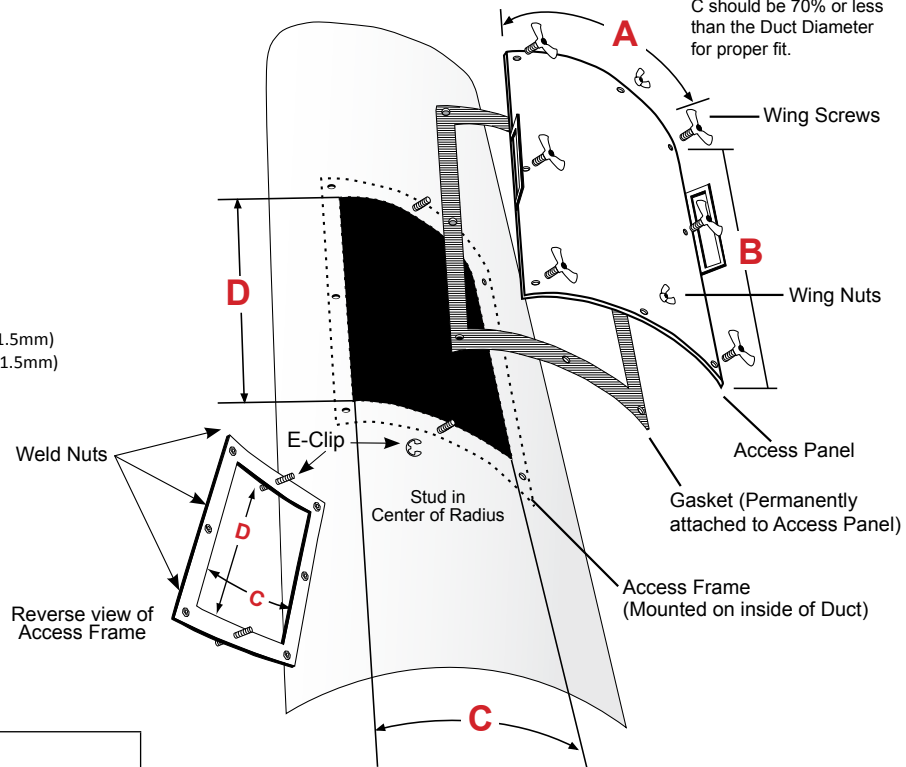 C should be 70% or less
than the Duct Diameter
for proper fit.
A
Wing Screws
B
D
Wing Nuts
1.5mm)
1.5mm)
Weld Nuts
E-Clip
Access Panel
Stud in
Center of Radius
Gasket (Permanently
attached to Access Panel)
D
C
Access Frame
(Mounted on inside of Duct)
Reverse view of
Access Frame
C